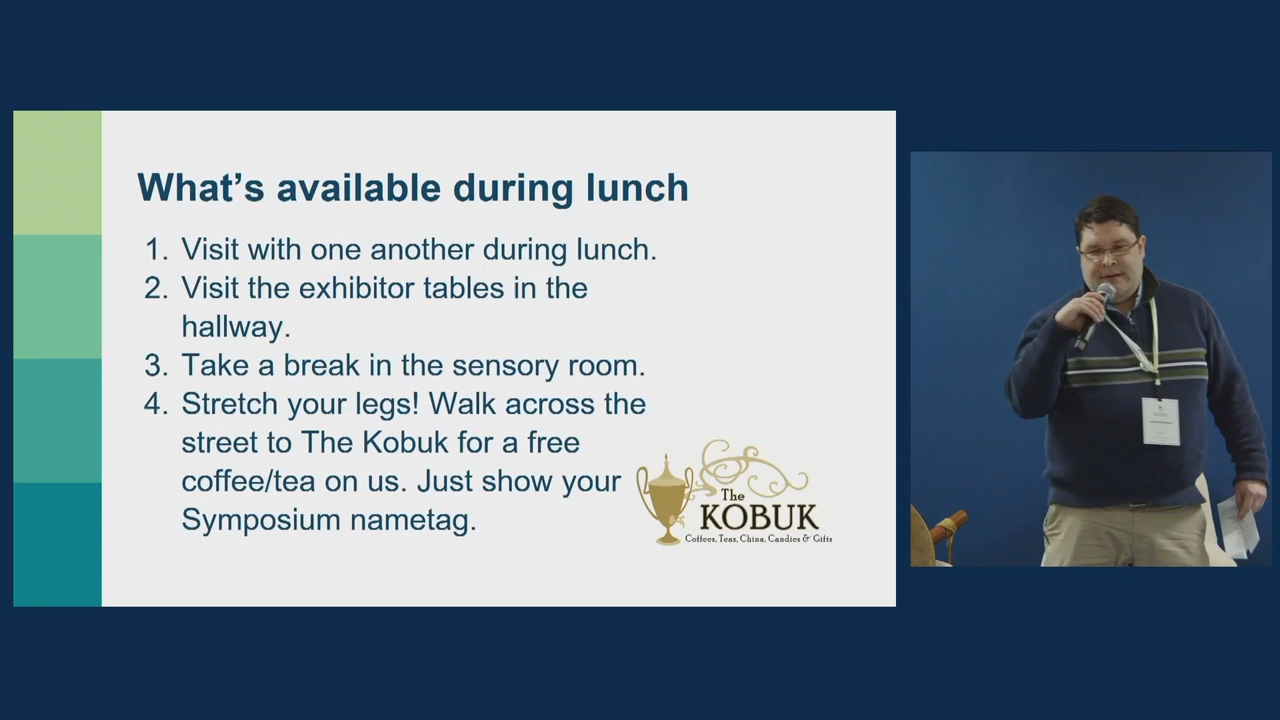 What’s available during lunch
1. Visit with one another during lunch.
2. Visit the exhibitor tables in the
hallway.
3. Take a break in the sensory room.
4. Stretch your legs! Walk across the
street to The Kobuk for a free
coffee/tea on us. Just show your
Symposium nametag.
The
KOBUK
Coffees, Teas, China, Candies & Gifts